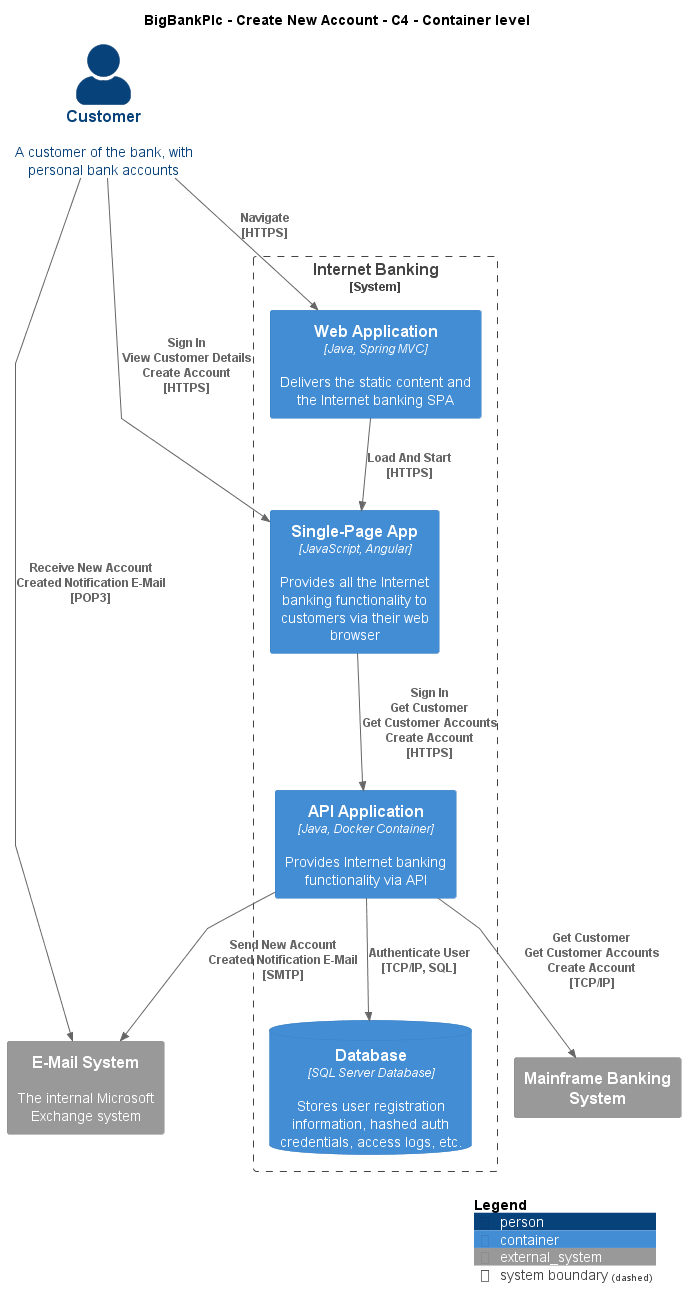 BigBankPlc - Create New Account - C4 - Container level
Customer
A customer of the bank, with
personal bank accounts
Navigate
[HTTPS]
Internet Banking
[System]
Web Application
[Java, Spring MVC]
Delivers the static content and
the Internet banking SPA
Sign In
View Customer Details
Create Account
[HTTPS]
Load And Start
[HTTPS]
Single-Page App
[JavaScript, Angular]
Provides all the Internet
banking functionality to
customers via their web
browser
Receive New Account
Created Notification E-Mail
[POP3]
Sign In
Get Customer
Get Customer Accounts
Create Account
[HTTPS]
API Application
[Java, Docker Container]
Provides Internet banking
functionality via API
Send New Account
Created Notification E-Mail
[SMTP]
Authenticate User
[TCP/IP, SQL]
Get Customer
Get Customer Accounts
Create Account
[TCP/IP]
E-Mail System
The internal Microsoft
Exchange system
Database
[SQL Server Database]
Stores user registration
information, hashed auth
credentials, access logs, etc.
Mainframe Banking
System
Legend
person
container
external_system
system boundary (dashed)